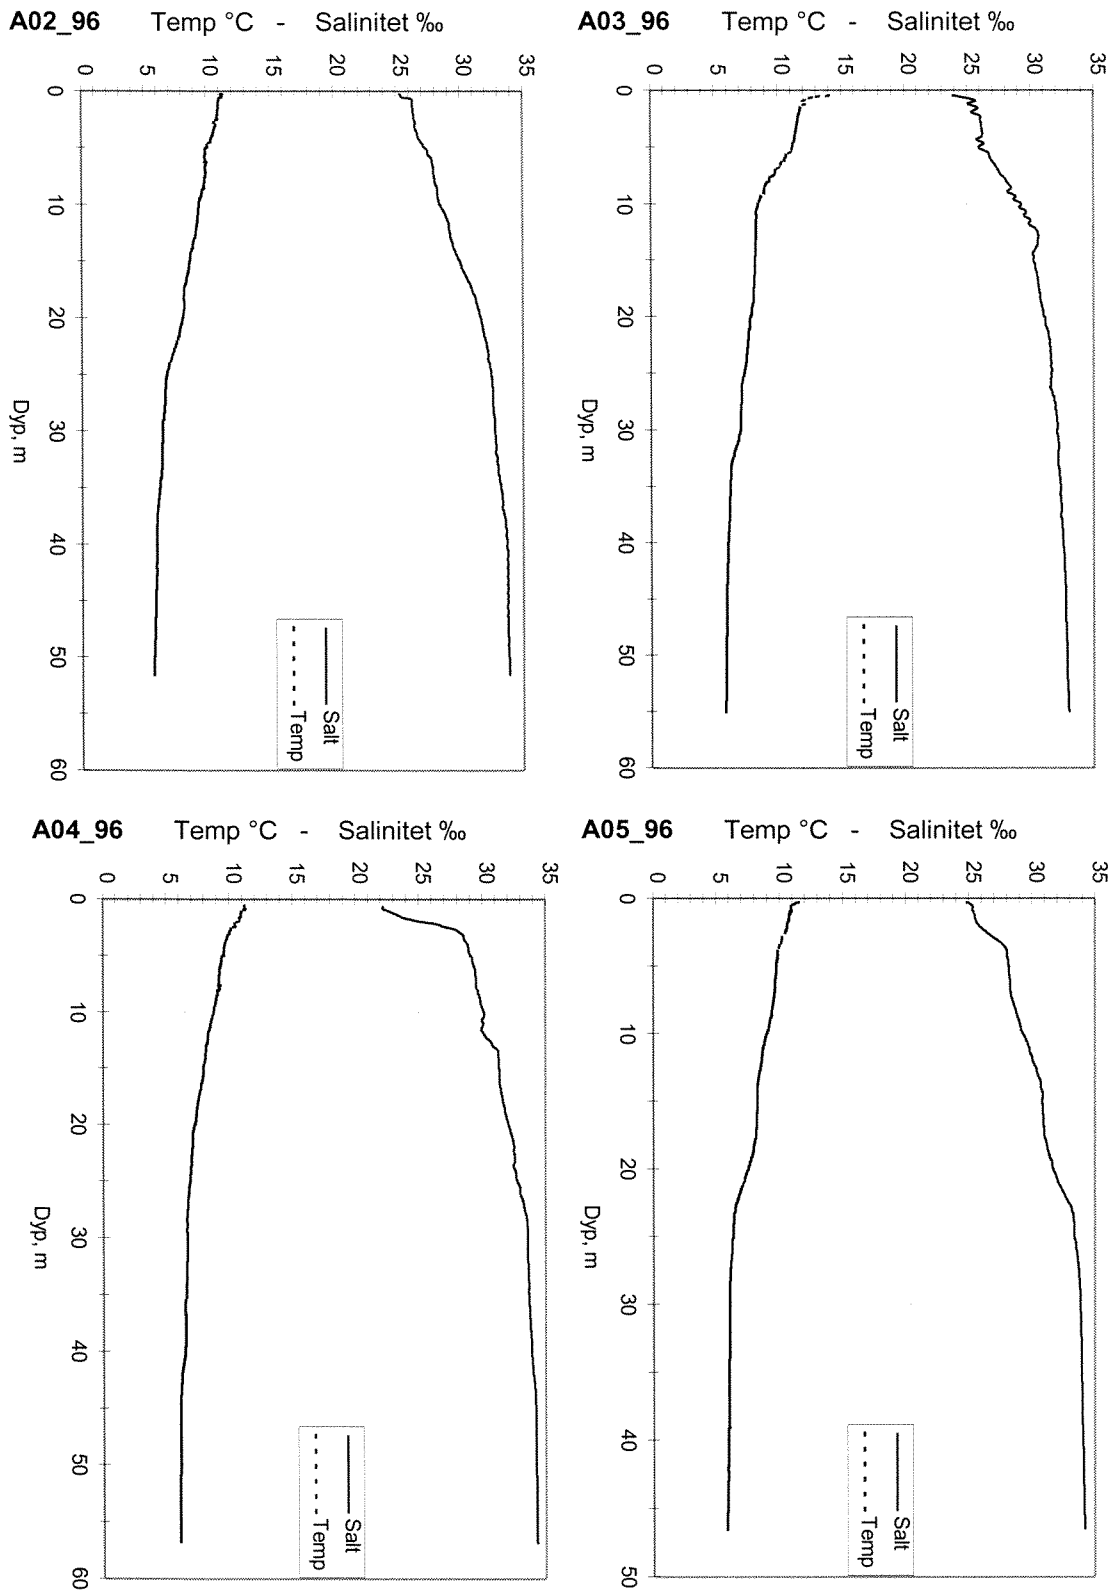 A02_96 Temp °C - Salinitet ‰
0 5 10 15 20 25 30 35
0 10 20 30 40 50 60
Dyp, m
Salt
Temp
A03_96 Temp °C - Salinitet ‰
0 5 10 15 20 25 30 35
0 10 20 30 40 50 60
Dyp, m
Salt
Temp
A04_96 Temp °C - Salinitet ‰
0 5 10 15 20 25 30 35
0 10 20 30 40 50 60
Dyp, m
Salt
Temp
A05_96 Temp °C - Salinitet ‰
0 5 10 15 20 25 30 35
0 10 20 30 40 50
Dyp, m
Salt
Temp